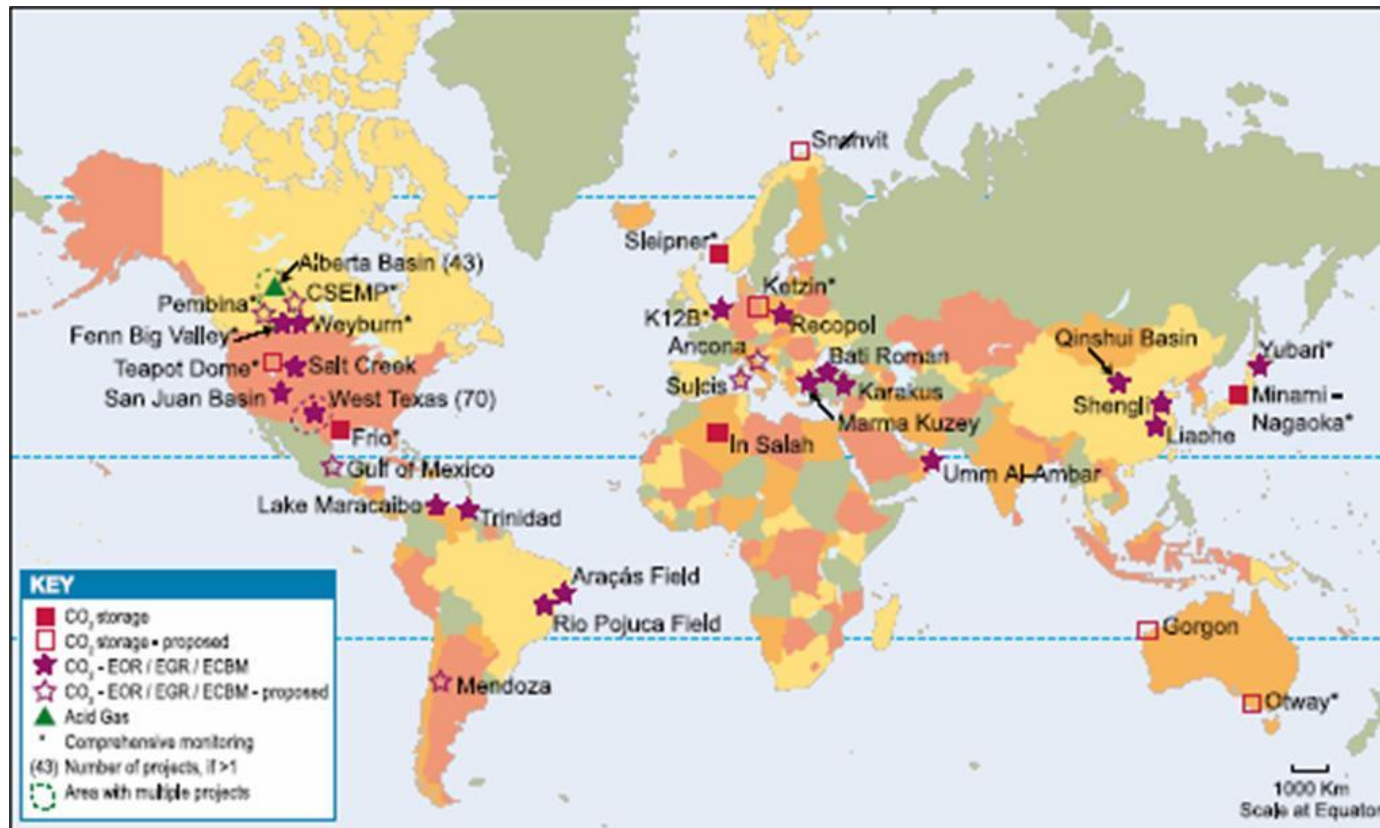 Snøhvit
Sleipner*
Alberta Basin (43)
CSEMP*
Pembina*
Fenn Big Valley*
Weyburn*
Teapot Dome*
Salt Creek
San Juan Basin
West Texas (70)
Frio*
Gulf of Mexico
Lake Maracaibo
Trinidad
Ketzin*
K12B*
Recopol
Ancona
Sulcis
Bati Roman
Karakus
Marma Kuzey
In Salah
Umm Al-Ambar
Qinshui Basin
Yubari*
Shengli
Minami-
Nagaoka*
Liaohe
Araçás Field
Rio Pojuca Field
Mendoza
Gorgon
Otway*
KEY
CO₂ storage
CO₂ storage - proposed
CO₂ - EOR / EGR / ECBM
CO₂ - EOR / EGR / ECBM - proposed
Acid Gas
* Comprehensive monitoring
(43) Number of projects, if >1
Area with multiple projects
1000 Km
Scale at Equator